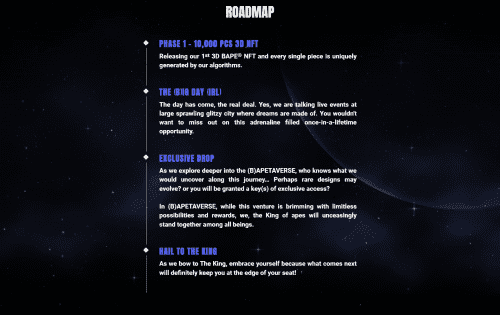 ROADMAP
PHASE 1 - 10,000 PCS 3D NFT
Releasing our 1st 3D BAPE® NFT and every single piece is uniquely
generated by our algorithms.
The day has come, the real deal. Yes, we are talking live events at
large sprawling glitzy city where dreams are made of. You wouldn't
want to miss out on this adrenaline filled once-in-a-lifetime
opportunity.
EXCLUSIVE DROP
As we explore deeper into the (B)APETAVERSE, who knows what we
would uncover along this journey... Perhaps rare designs may
evolve? or you will be granted a key(s) of exclusive access?
In (B)APETAVERSE, while this venture is brimming with limitless
possibilities and rewards, we, the King of apes will unceasingly
stand together among all beings.
HAIL TO THE KING
As we bow to The King, embrace yourself because what comes next
will definitely keep you at the edge of your seat!